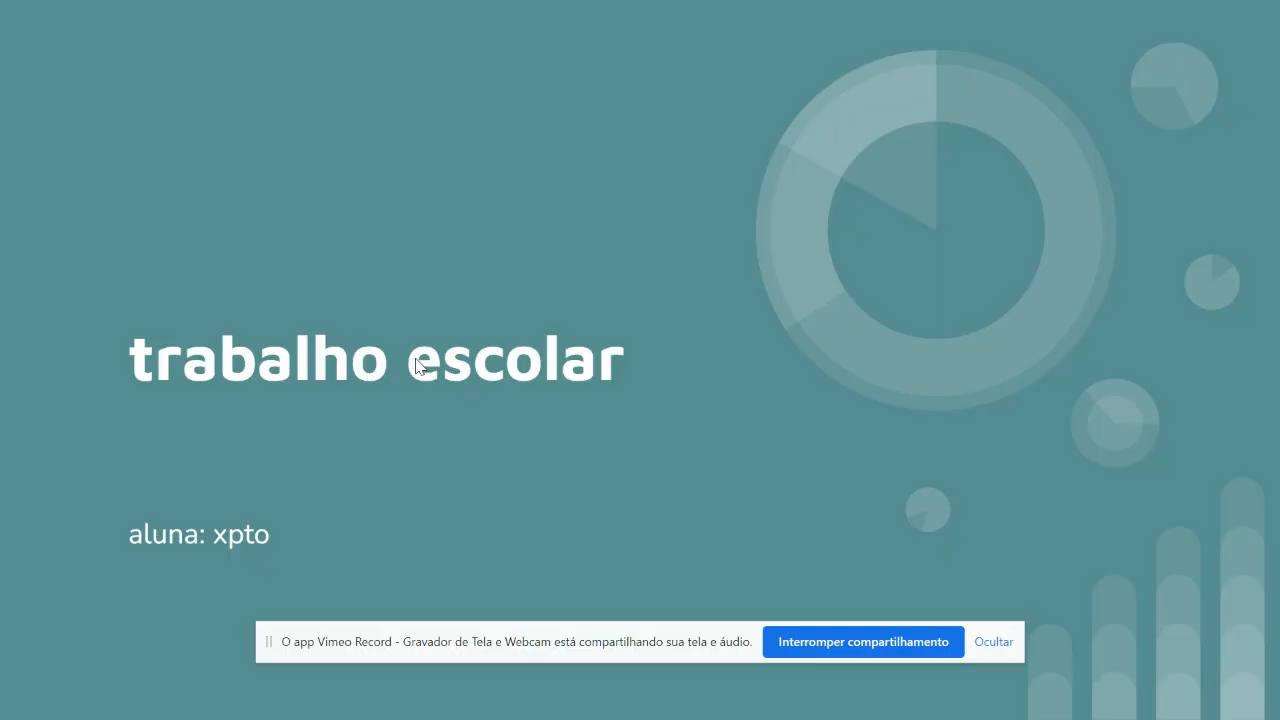 trabalho escolar
aluna: xpto
O app Vimeo Record - Gravador de Tela e Webcam está compartilhando sua tela e áudio. Interromper compartilhamento Ocultar